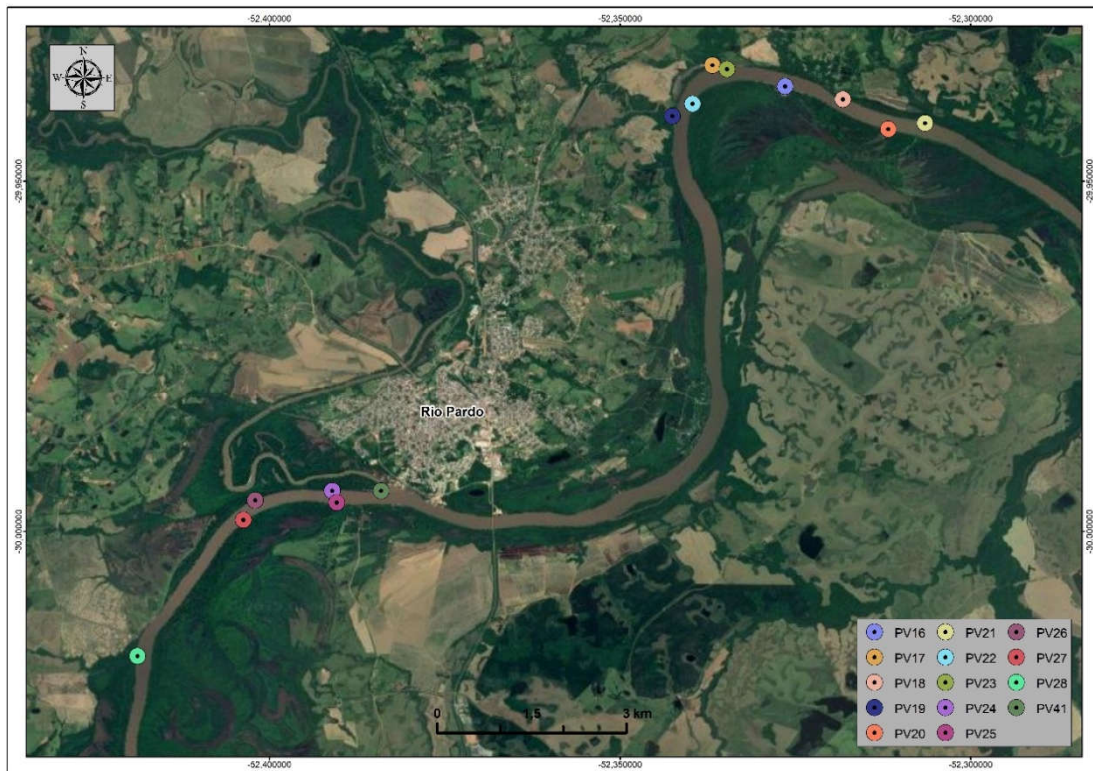 -52,400000 -52,350000 -52,300000
N
W E
S
-29,950000 -29,950000
Rio Pardo
-30,000000 -30,000000
PV16 PV21 PV26
PV17 PV22 PV27
PV18 PV23 PV28
PV19 PV24 PV41
PV20 PV25
0 1,5 3 km
-52,400000 -52,350000 -52,300000